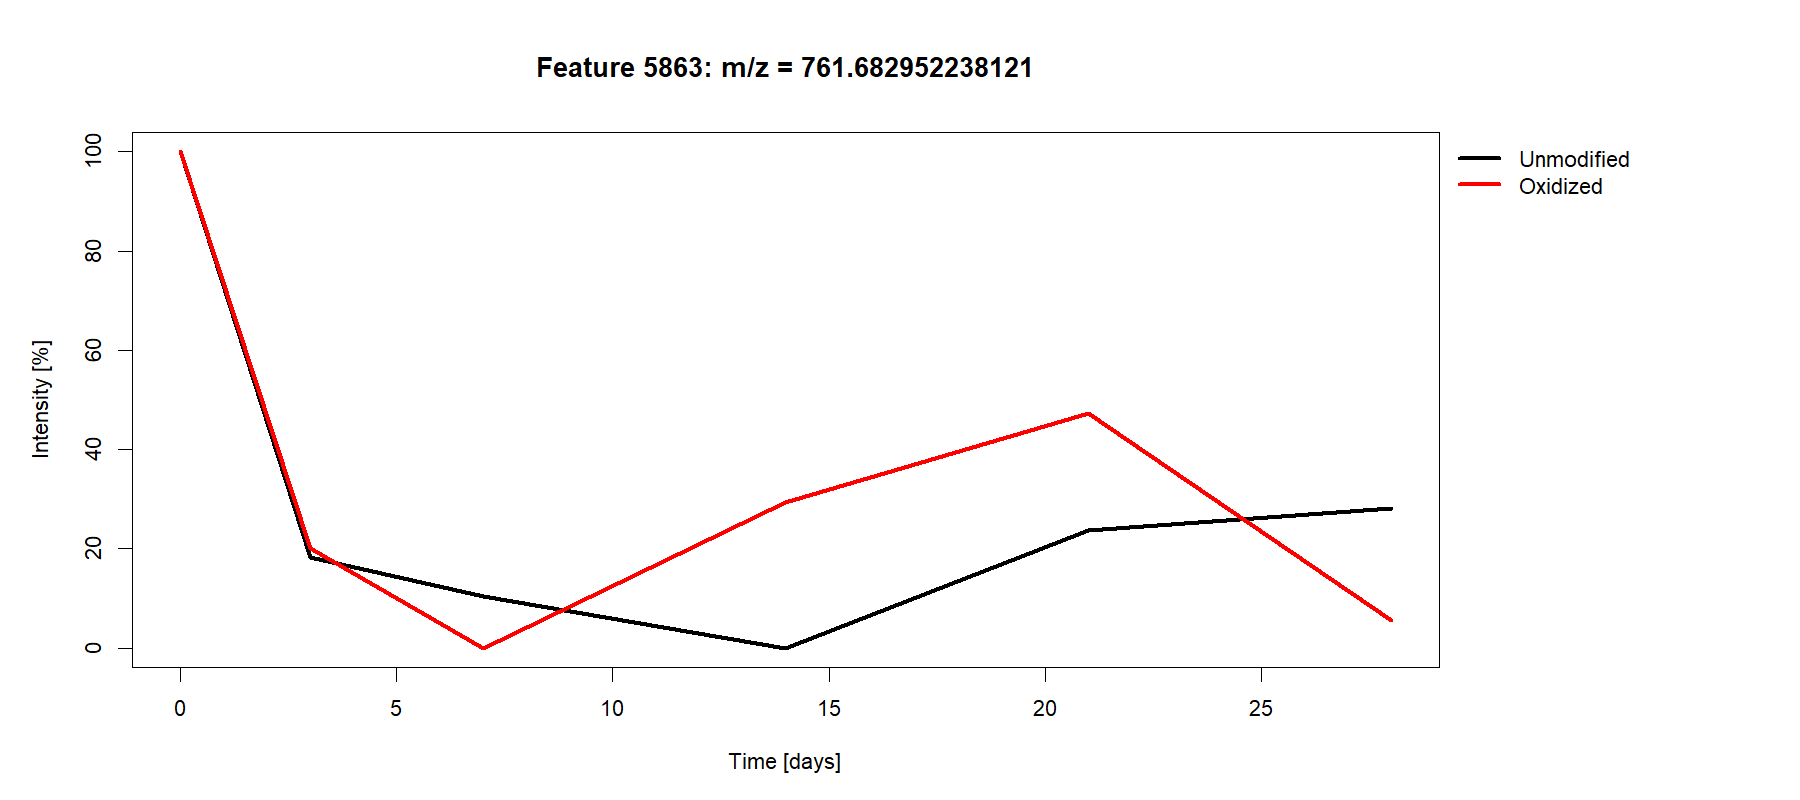 Feature 5863: m/z = 761.682952238121
Unmodified
Oxidized
Intensity [%]
100
80
60
40
20
0
0 5 10 15 20 25
Time [days]